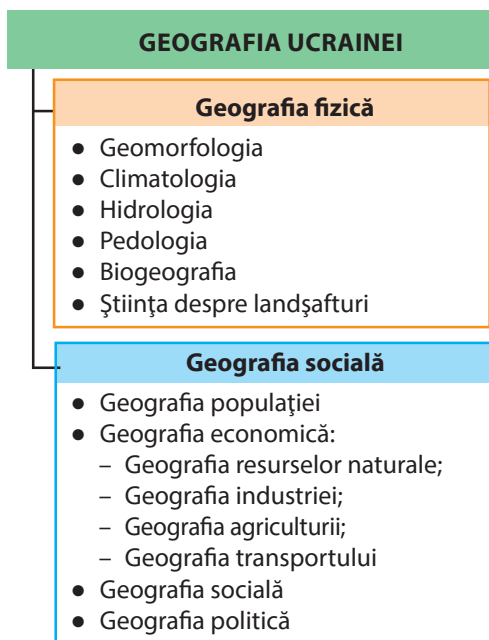 GEOGRAFIA UCRAINEI
Geografia fizică
● Geomorfologia
● Climatologia
● Hidrologia
● Pedologia
● Biogeografia
● Ştiinţa despre landşafturi
Geografia socială
● Geografia populaţiei
● Geografia economică:
– Geografia resurselor naturale;
– Geografia industriei;
– Geografia agriculturii;
– Geografia transportului
● Geografia socială
● Geografia politică